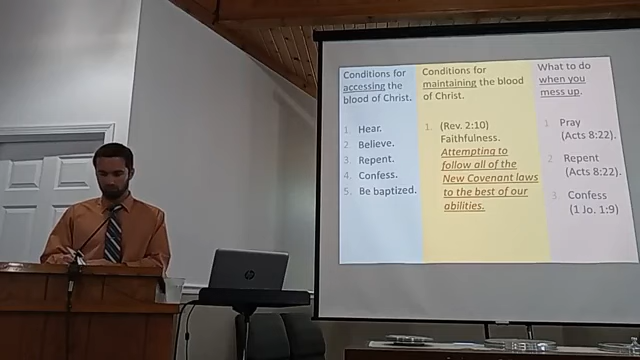 Conditions for
accessing the
blood of Christ.
1. Hear.
2. Believe.
3. Repent.
4. Confess.
5. Be baptized.
Conditions for
maintaining the blood
of Christ.
1. (Rev. 2:10)
Faithfulness.
Attempting to
follow all of the
New Covenant laws
to the best of our
abilities.
What to do
when you
mess up.
1. Pray
(Acts 8:22).
2. Repent
(Acts 8:22).
3. Confess
(1 Jo. 1:9)
hp